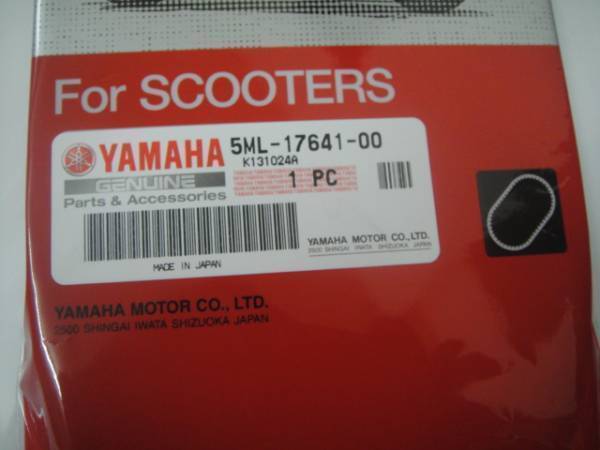 For SCOOTERS
YAMAHA 5ML-17641-00
K131024A
GENUINE 1 PC
Parts & Accessories
YAMAHA MOTOR CO.,LTD.
2500 SHINGAI IWATA SHIZUOKA JAPAN
MADE IN JAPAN
YAMAHA MOTOR CO., LTD.
2500 SHINGAI IWATA SHIZUOKA JAPAN